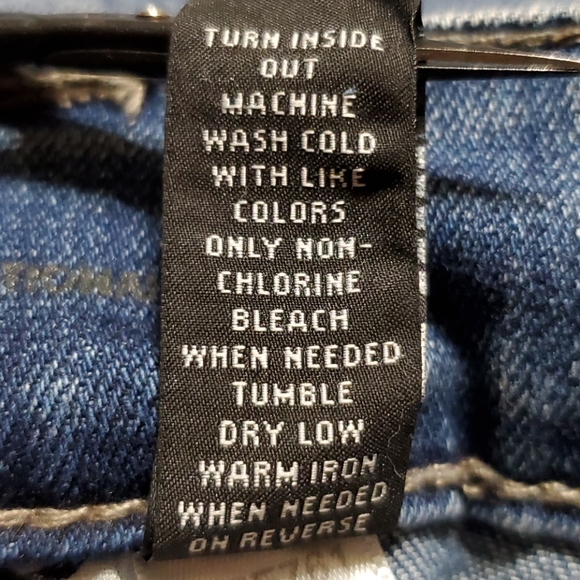 TURN INSIDE
OUT
MACHINE
WASH COLD
WITH LIKE
COLORS
ONLY NON-
CHLORINE
BLEACH
WHEN NEEDED
TUMBLE
DRY LOW
WARM IRON
WHEN NEEDED
ON REVERSE